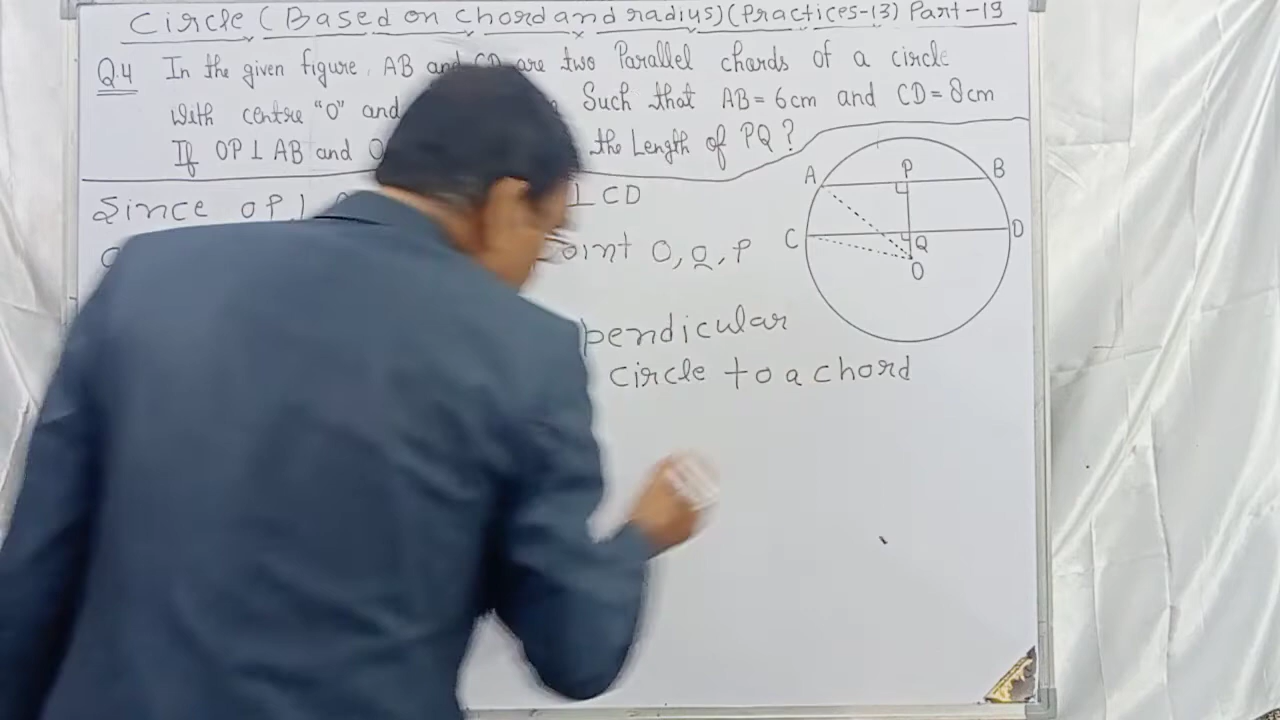 Circle (Based on chord and radius) (Practices-13) Part-19
Q.4 In the given figure, AB and CD are two Parallel chords of a circle
with centre "O" and Such that AB = 6cm and CD = 8cm
If OP⊥AB and the Length of PQ?
A P B
C Q D
O
Since OP⊥ ⊥CD
O, Q, P
pendicular
circle to a chord